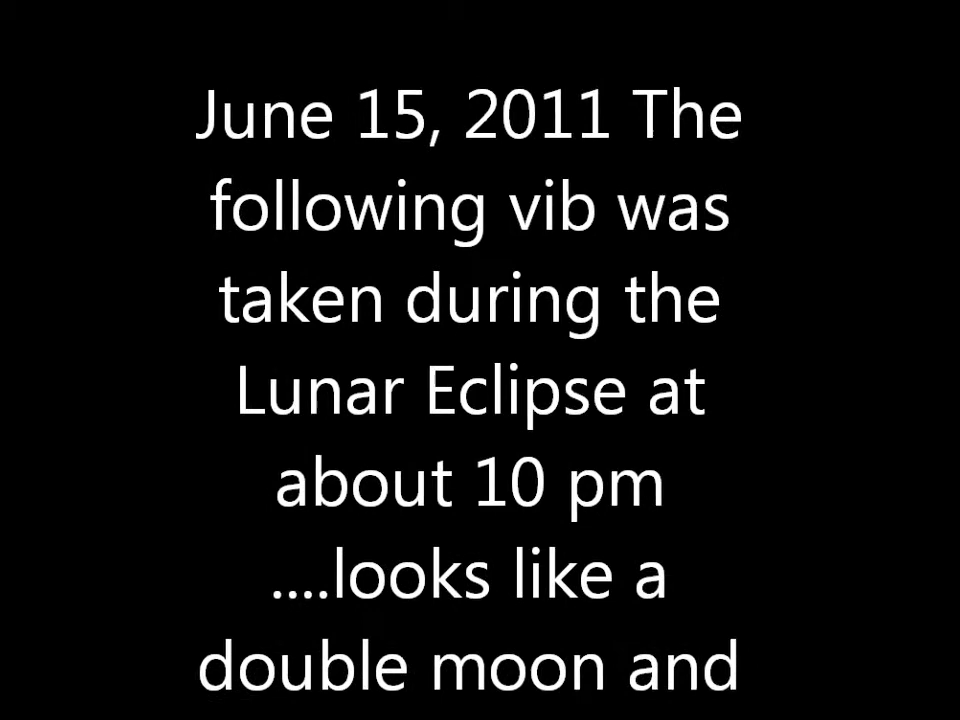 June 15, 2011 The
following vib was
taken during the
Lunar Eclipse at
about 10 pm
....looks like a
double moon and